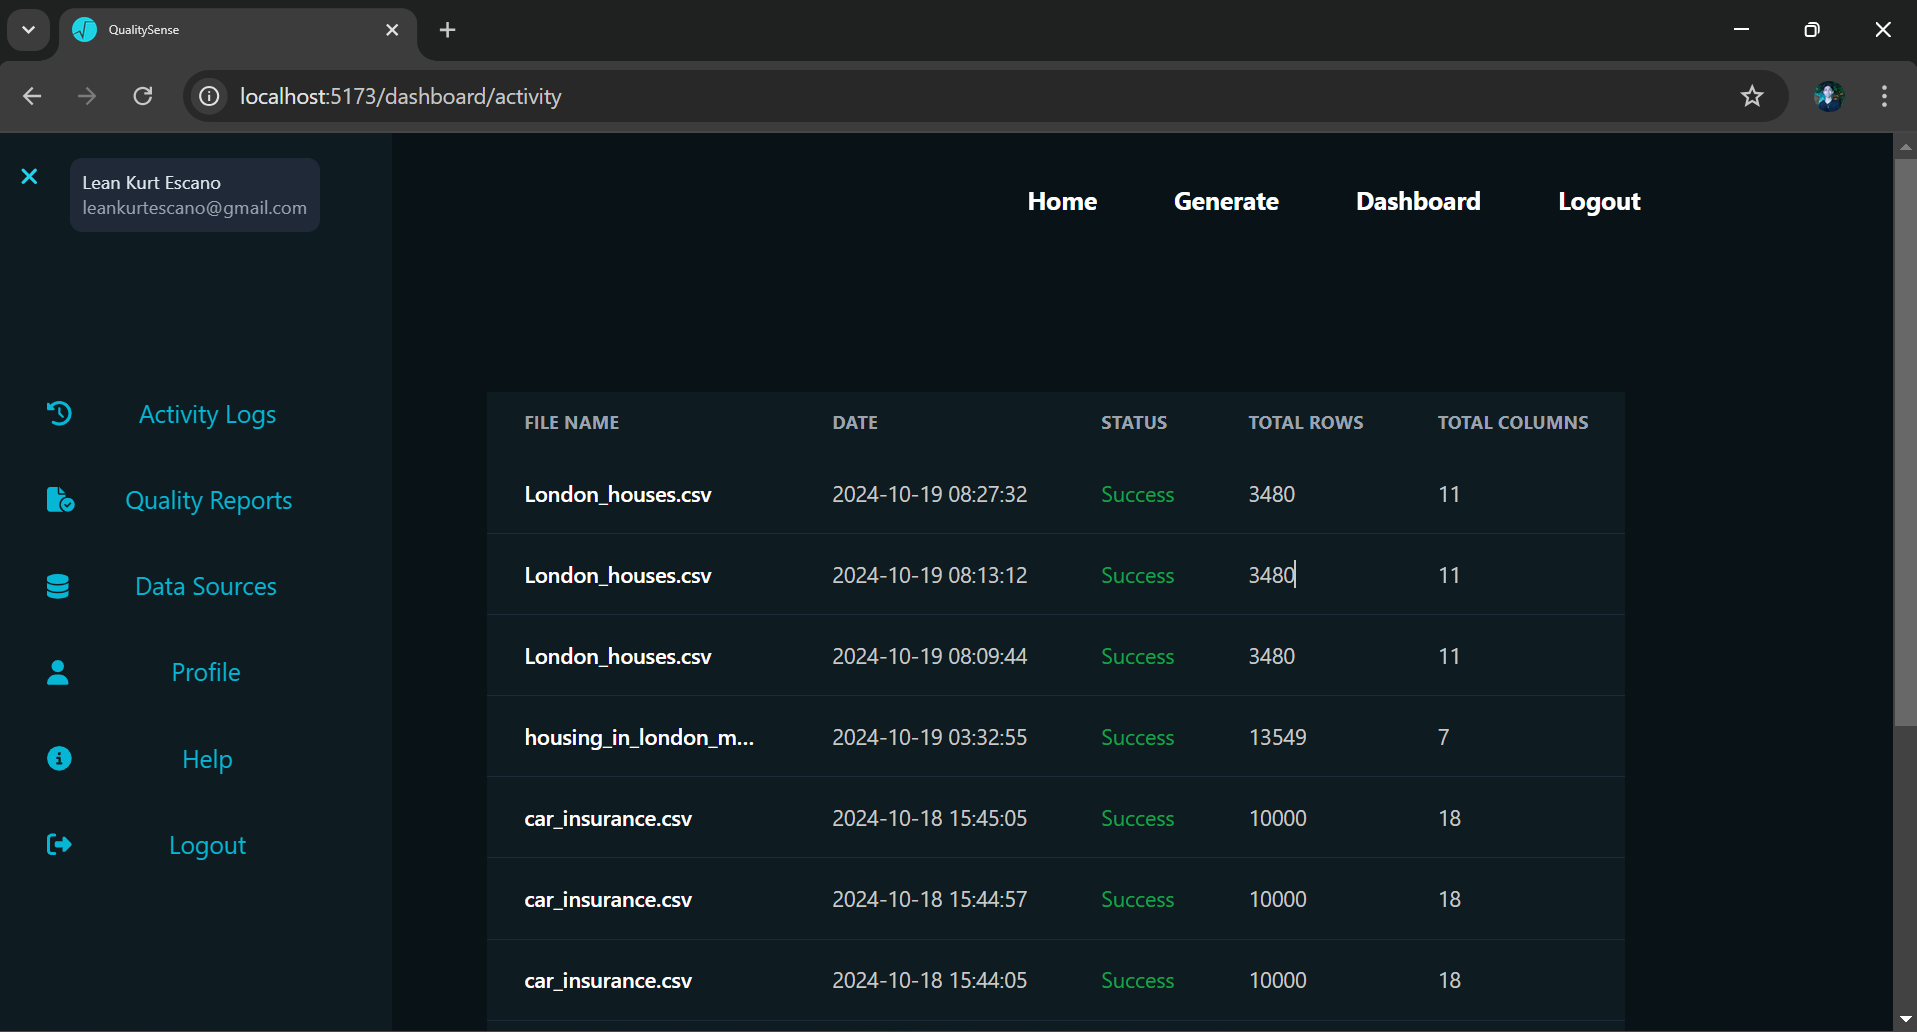 QualitySense
localhost:5173/dashboard/activity
Lean Kurt Escano
leankurtescano@gmail.com
Home Generate Dashboard Logout
Activity Logs
Quality Reports
Data Sources
Profile
Help
Logout
FILE NAME DATE STATUS TOTAL ROWS TOTAL COLUMNS
London_houses.csv 2024-10-19 08:27:32 Success 3480 11
London_houses.csv 2024-10-19 08:13:12 Success 3480 11
London_houses.csv 2024-10-19 08:09:44 Success 3480 11
housing_in_london_m... 2024-10-19 03:32:55 Success 13549 7
car_insurance.csv 2024-10-18 15:45:05 Success 10000 18
car_insurance.csv 2024-10-18 15:44:57 Success 10000 18
car_insurance.csv 2024-10-18 15:44:05 Success 10000 18